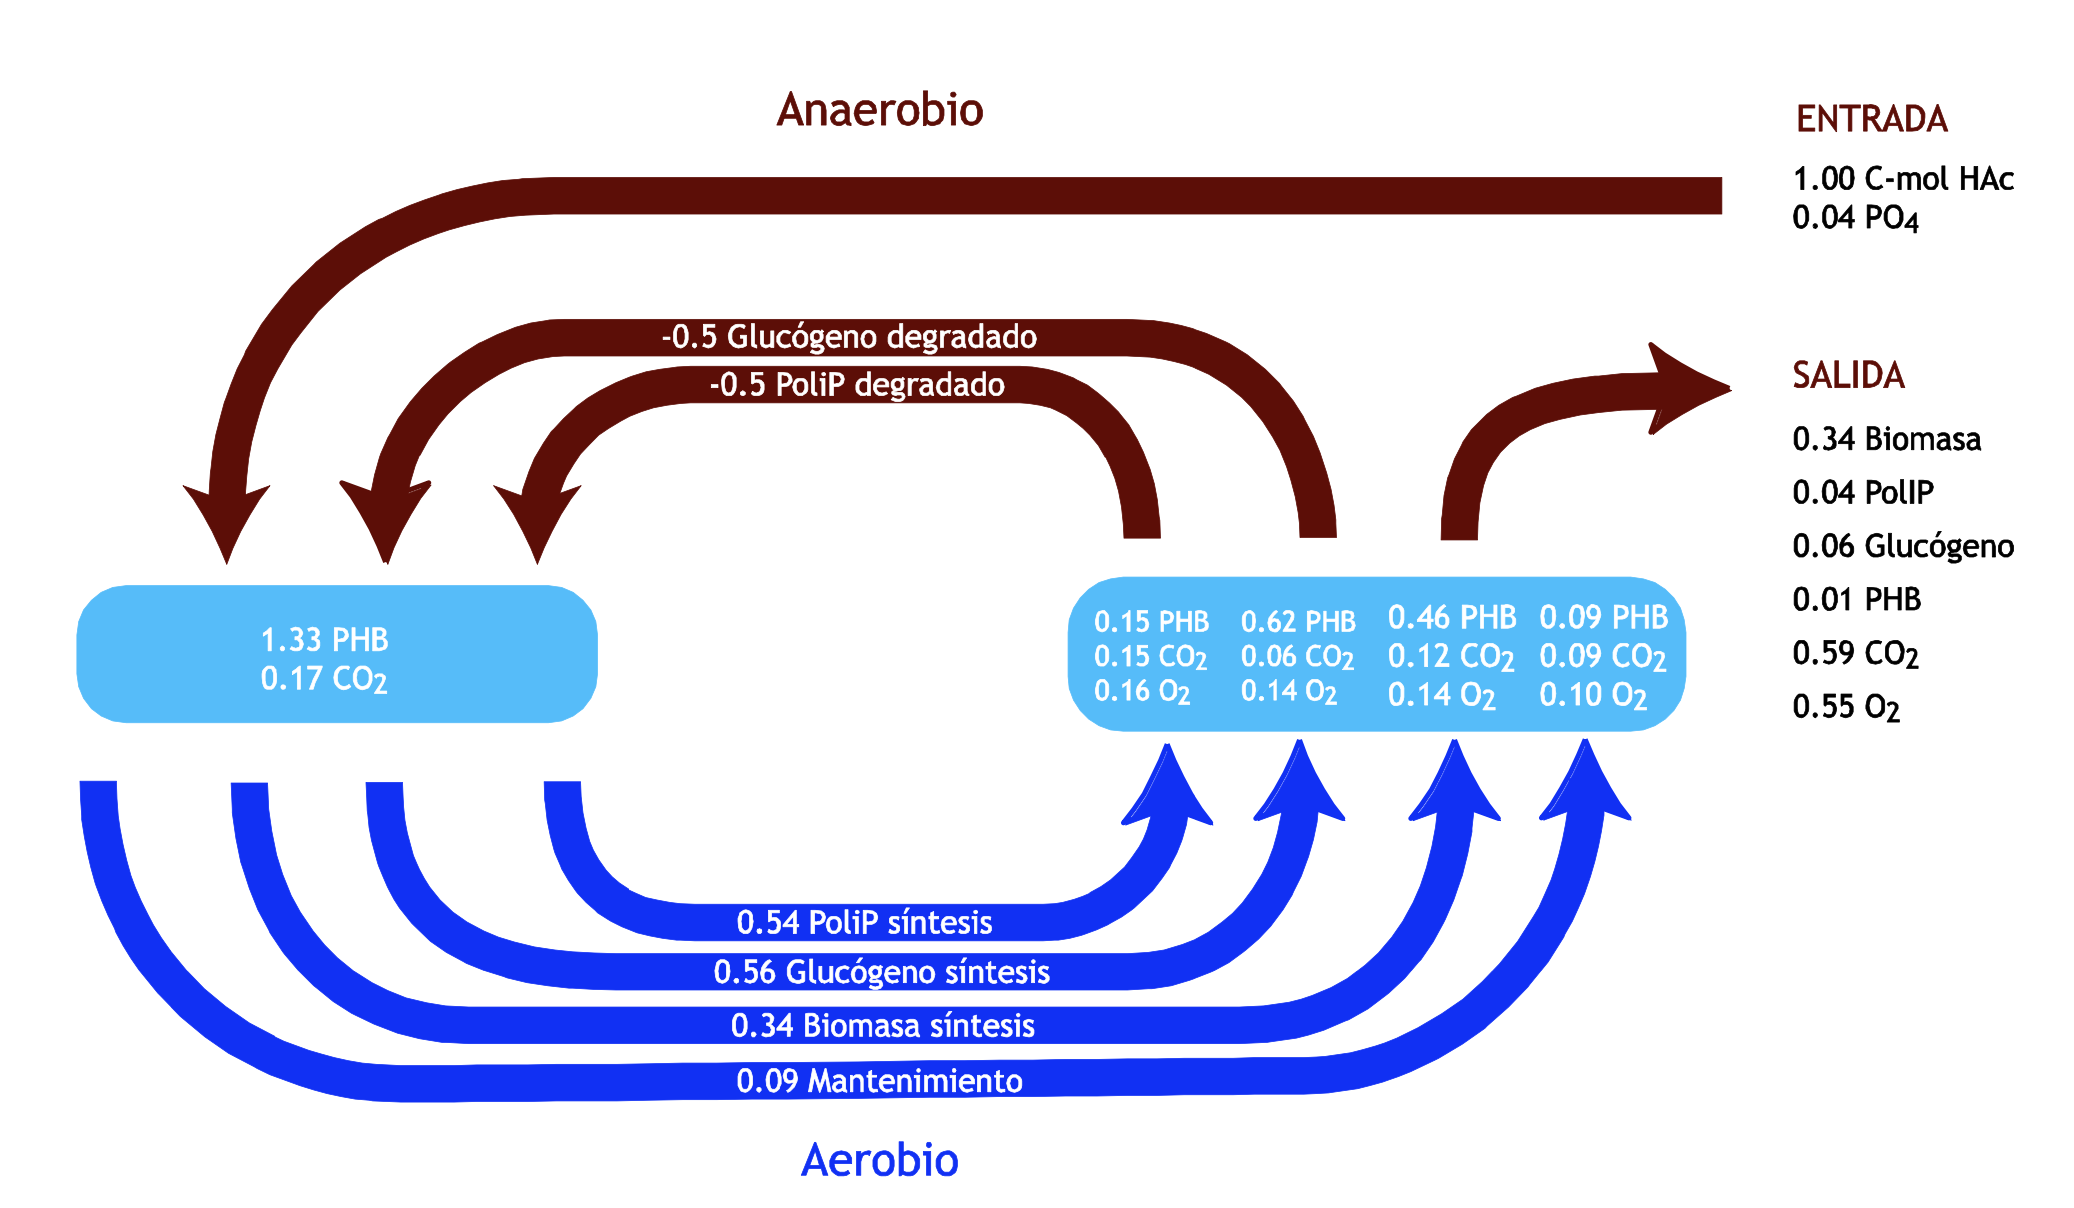 Anaerobio
ENTRADA
1.00 C-mol HAc
0.04 PO4
-0.5 Glucógeno degradado
-0.5 PoliP degradado
SALIDA
0.34 Biomasa
0.04 PolIP
0.06 Glucógeno
0.01 PHB
0.59 CO2
0.55 O2
1.33 PHB
0.17 CO2
0.15 PHB 0.62 PHB 0.46 PHB 0.09 PHB
0.15 CO2 0.06 CO2 0.12 CO2 0.09 CO2
0.16 O2 0.14 O2 0.14 O2 0.10 O2
0.54 PoliP síntesis
0.56 Glucógeno síntesis
0.34 Biomasa síntesis
0.09 Mantenimiento
Aerobio